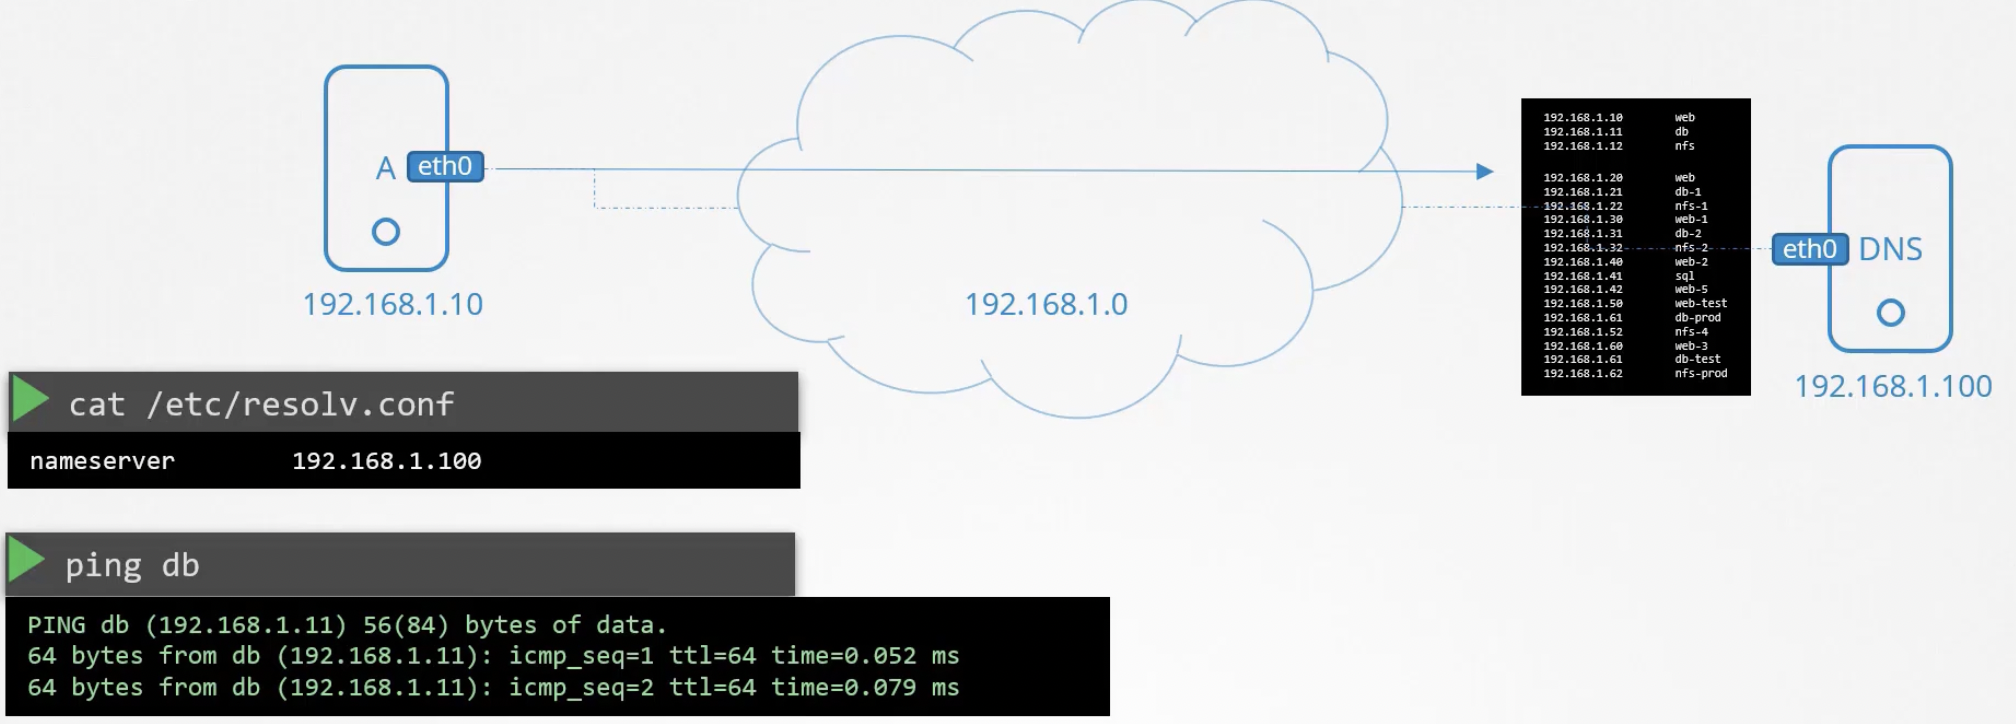 A eth0
192.168.1.10
192.168.1.0
192.168.1.10 web
192.168.1.11 db
192.168.1.12 nfs
192.168.1.20 web
192.168.1.21 db-1
192.168.1.22 nfs-1
192.168.1.30 web-1
192.168.1.31 db-2
192.168.1.32 nfs-2
192.168.1.40 web-2
192.168.1.41 sql
192.168.1.42 web-5
192.168.1.50 web-test
192.168.1.61 db-prod
192.168.1.52 nfs-4
192.168.1.60 web-3
192.168.1.61 db-test
192.168.1.62 nfs-prod
eth0 DNS
192.168.1.100
cat /etc/resolv.conf
nameserver 192.168.1.100
ping db
PING db (192.168.1.11) 56(84) bytes of data.
64 bytes from db (192.168.1.11): icmp_seq=1 ttl=64 time=0.052 ms
64 bytes from db (192.168.1.11): icmp_seq=2 ttl=64 time=0.079 ms